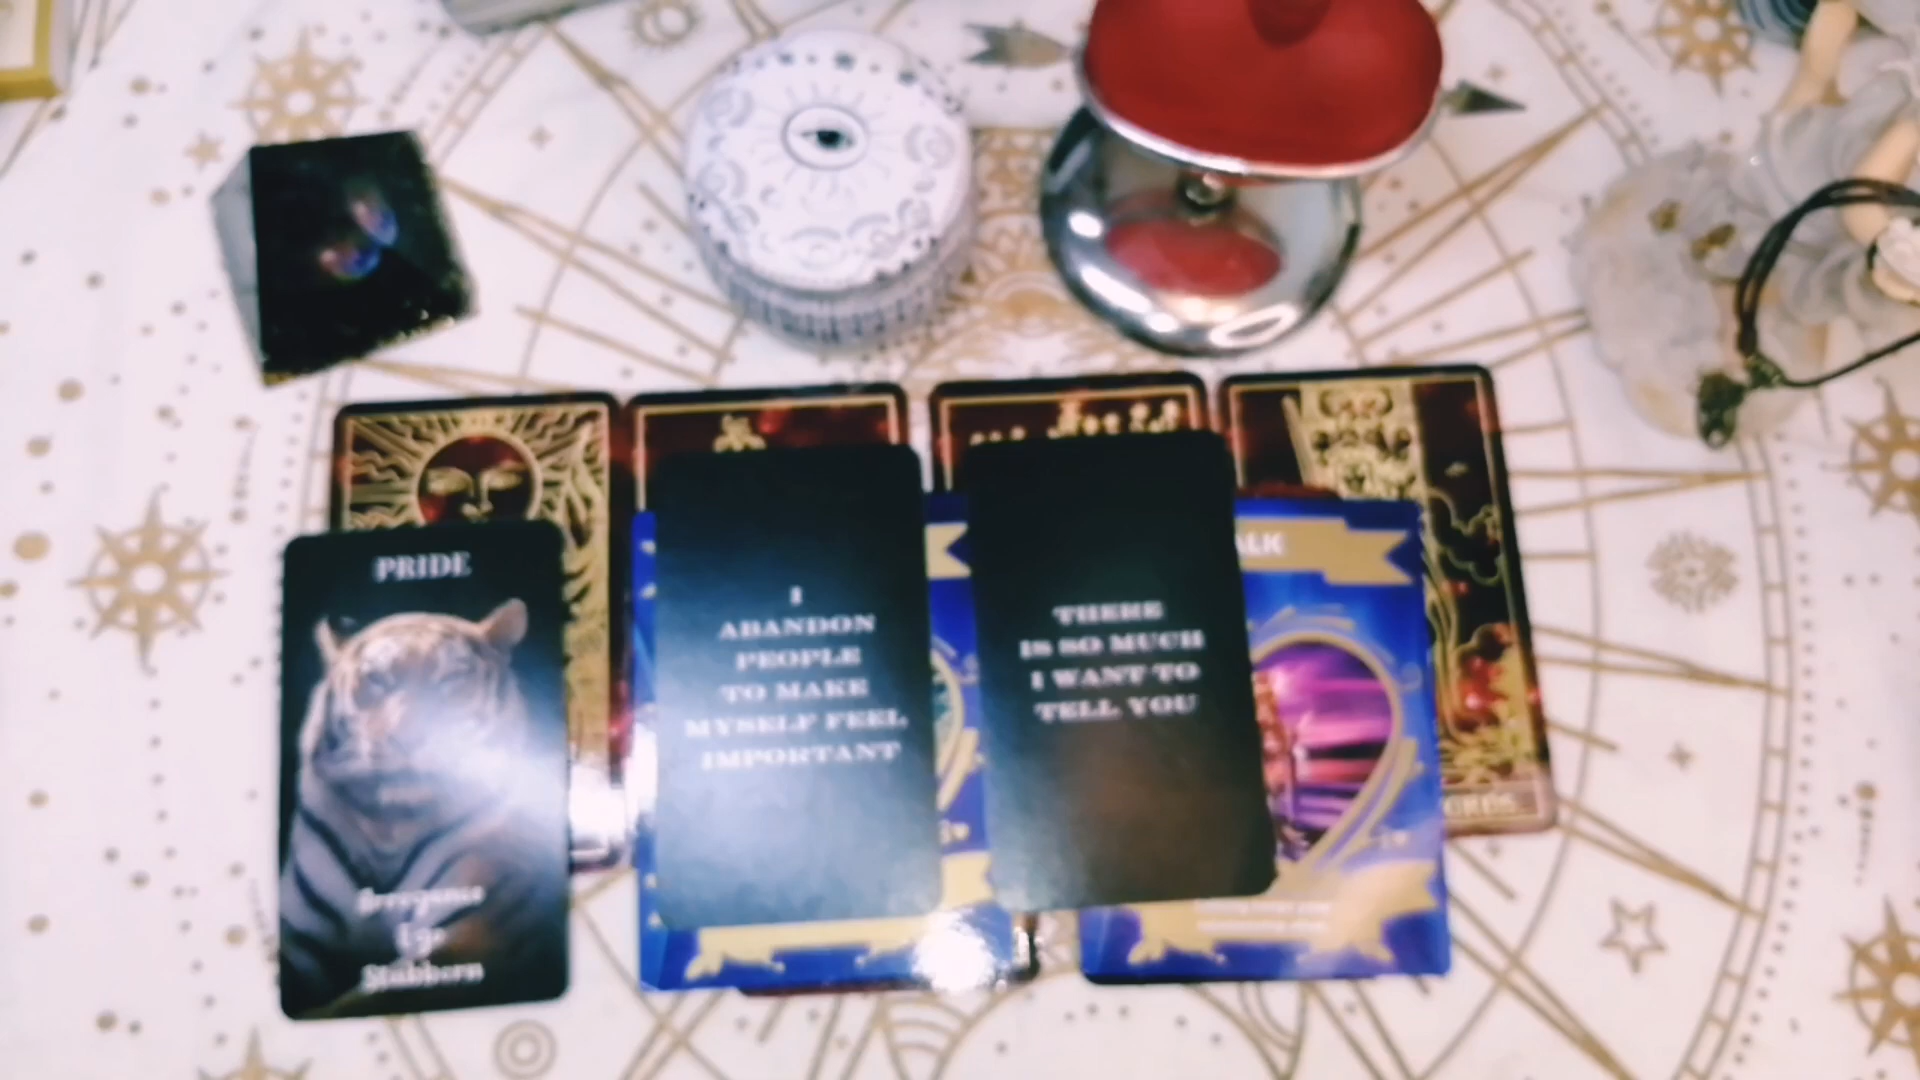 PRIDE
Arrogance
Ego
Stubborn
I
ABANDON
PEOPLE
TO MAKE
MYSELF FEEL
IMPORTANT
THERE
IS SO MUCH
I WANT TO
TELL YOU
ALK